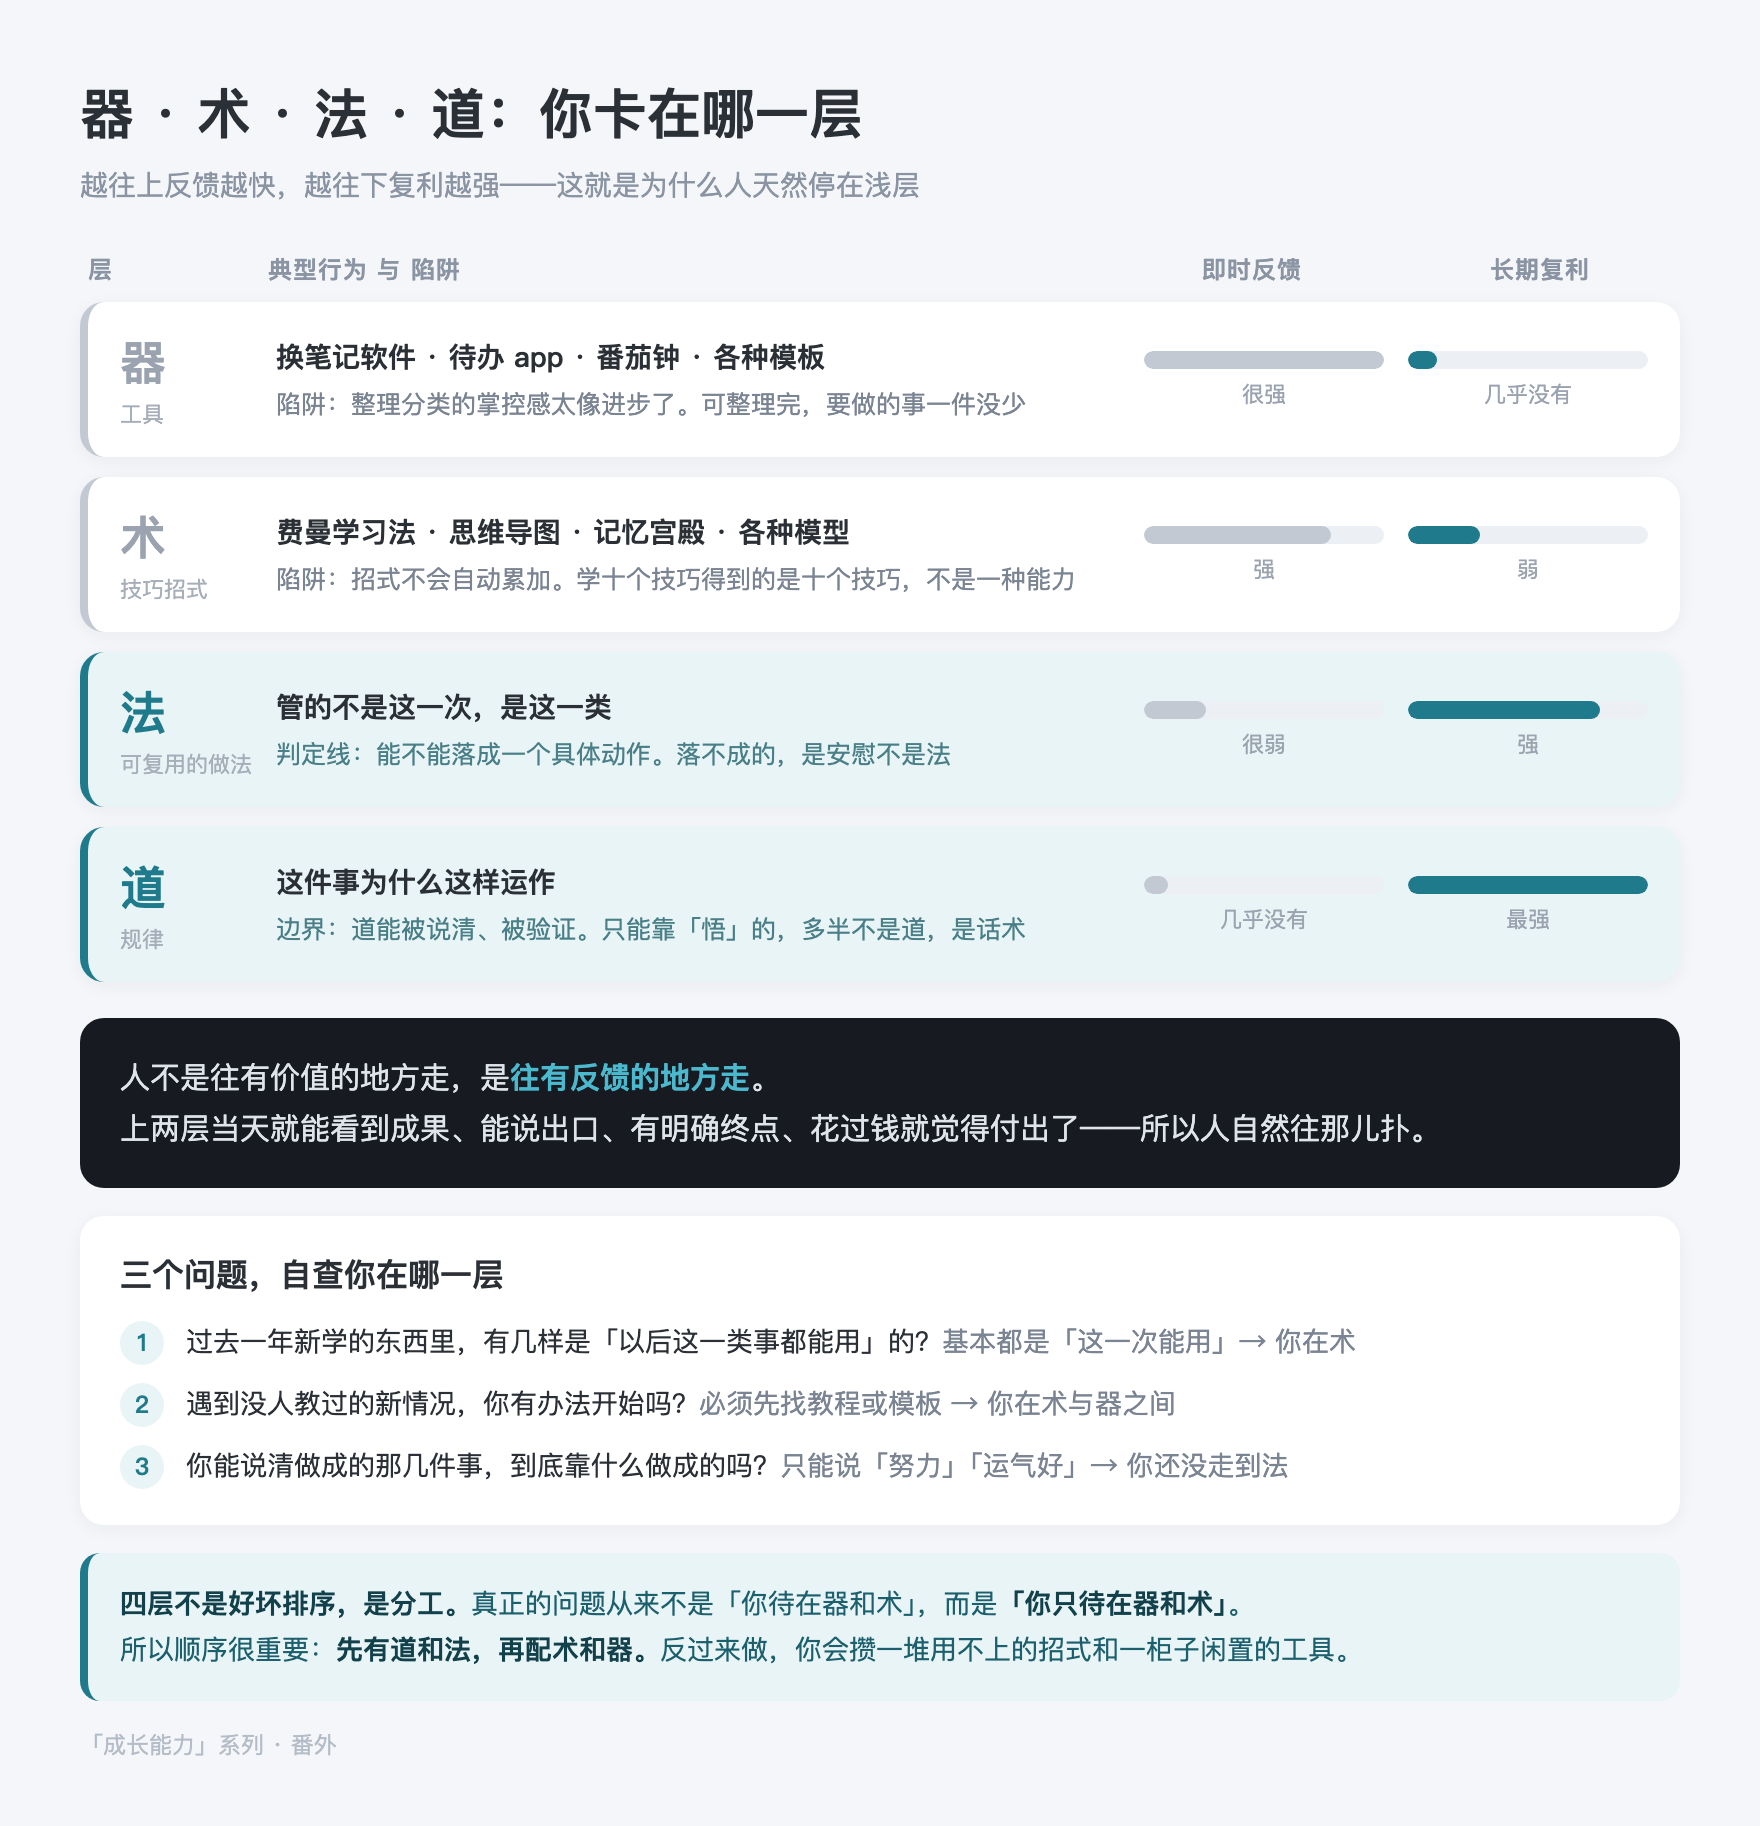 器 · 术 · 法 · 道：你卡在哪一层
越往上反馈越快，越往下复利越强——这就是为什么人天然停在浅层
层 典型行为 与 陷阱 即时反馈 长期复利
器
工具
换笔记软件 · 待办 app · 番茄钟 · 各种模板
陷阱：整理分类的掌控感太像进步了。可整理完，要做的事一件没少
很强
几乎没有
术
技巧招式
费曼学习法 · 思维导图 · 记忆宫殿 · 各种模型
陷阱：招式不会自动累加。学十个技巧得到的是十个技巧，不是一种能力
强
弱
法
可复用的做法
管的不是这一次，是这一类
判定线：能不能落成一个具体动作。落不成的，是安慰不是法
很弱
强
道
规律
这件事为什么这样运作
边界：道能被说清、被验证。只能靠「悟」的，多半不是道，是话术
几乎没有
最强
人不是往有价值的地方走，是往有反馈的地方走。
上两层当天就能看到成果、能说出口、有明确终点、花过钱就觉得付出了——所以人自然往那儿扑。
三个问题，自查你在哪一层
1 过去一年新学的东西里，有几样是「以后这一类事都能用」的？基本都是「这一次能用」→ 你在术
2 遇到没人教过的新情况，你有办法开始吗？必须先找教程或模板 → 你在术与器之间
3 你能说清做成的那几件事，到底靠什么做成的吗？只能说「努力」「运气好」→ 你还没走到法
四层不是好坏排序，是分工。真正的问题从来不是「你待在器和术」，而是「你只待在器和术」。
所以顺序很重要：先有道和法，再配术和器。反过来做，你会攒一堆用不上的招式和一柜子闲置的工具。
「成长能力」系列 · 番外